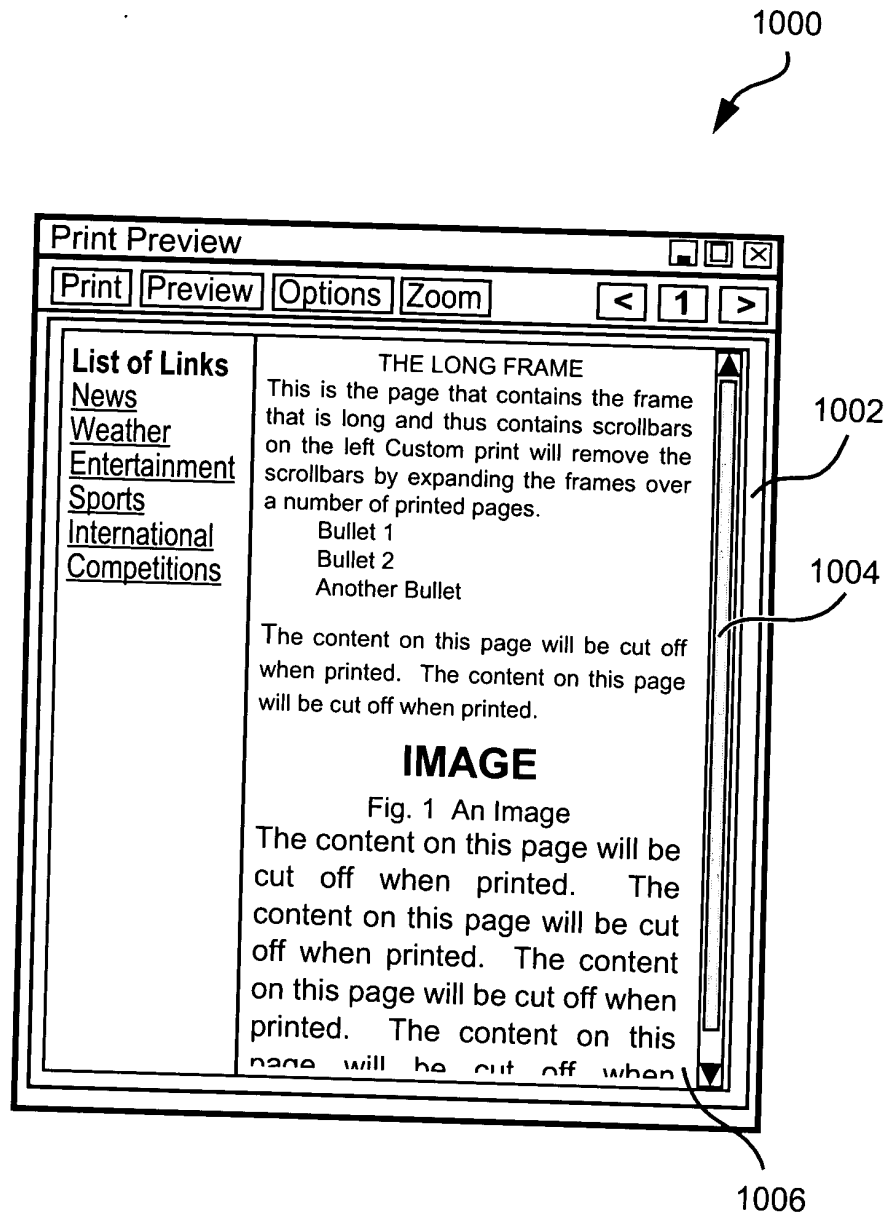 1000
Print Preview
Print Preview Options Zoom < 1 >
List of Links
News
Weather
Entertainment
Sports
International
Competitions
THE LONG FRAME
This is the page that contains the frame
that is long and thus contains scrollbars
on the left Custom print will remove the
scrollbars by expanding the frames over
a number of printed pages.
Bullet 1
Bullet 2
Another Bullet
The content on this page will be cut off
when printed. The content on this page
will be cut off when printed.
IMAGE
Fig. 1 An Image
The content on this page will be
cut off when printed. The
content on this page will be cut
off when printed. The content
on this page will be cut off when
printed. The content on this
page will be cut off when
1002
1004
1006